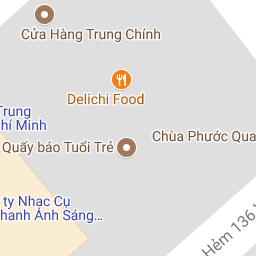 Cửa Hàng Trung Chính
Delichi Food
Trung
hí Minh
Chùa Phước Qua
Quấy báo Tuổi Trẻ
ty Nhạc Cụ
hanh Ánh Sáng...
Hẻm 136